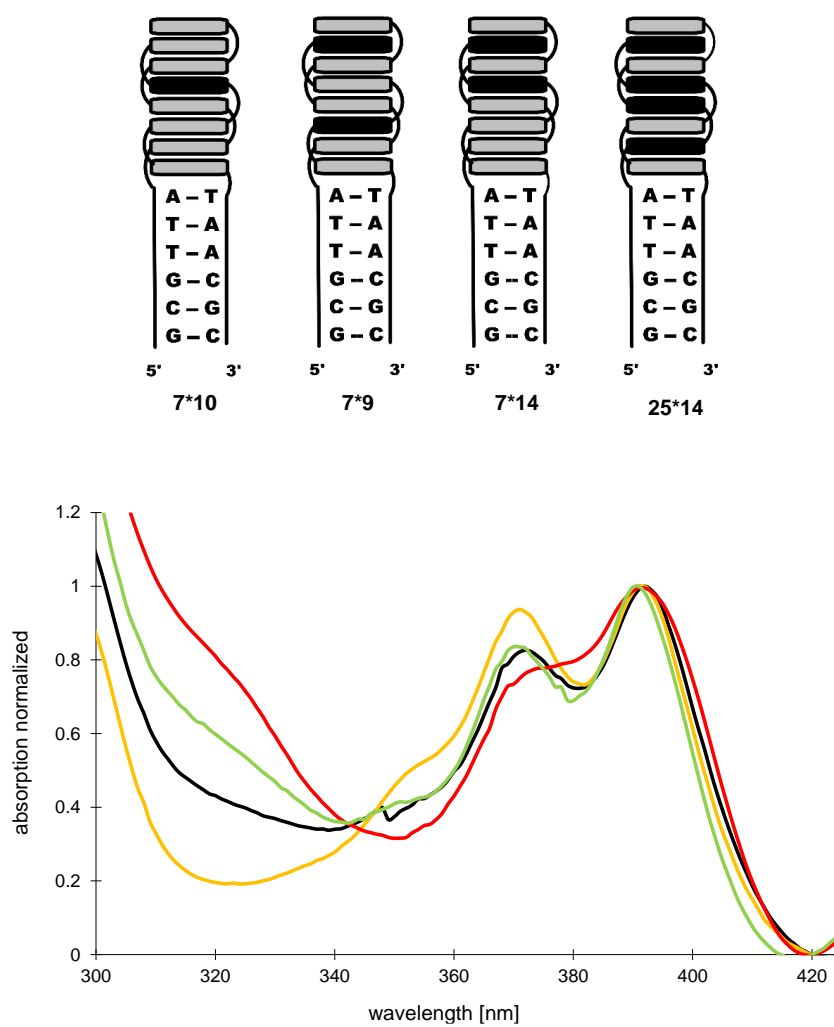 A – T A – T A – T A – T
T – A T – A T – A T – A
T – A T – A T – A T – A
G – C G – C G -- C G – C
C – G C – G C – G C – G
G – C G -- C G -- C G – C
5' 3' 5' 3' 5' 3' 5' 3'
7*10 7*9 7*14 25*14
1.2
1
0.8
0.6
0.4
0.2
0
absorption normalized
300 320 340 360 380 400 420
wavelength [nm]